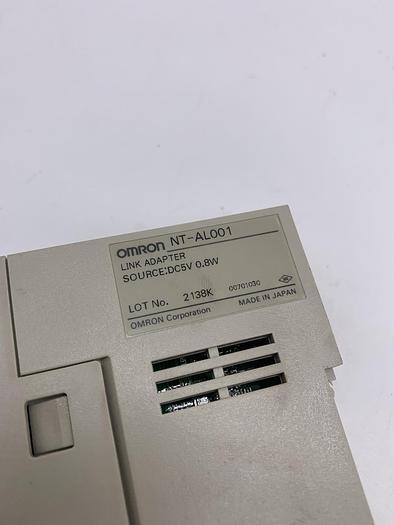 OMRON NT-AL001
LINK ADAPTER
SOURCE:DC5V 0.8W
LOT No. 2138K 00701030
OMRON Corporation MADE IN JAPAN